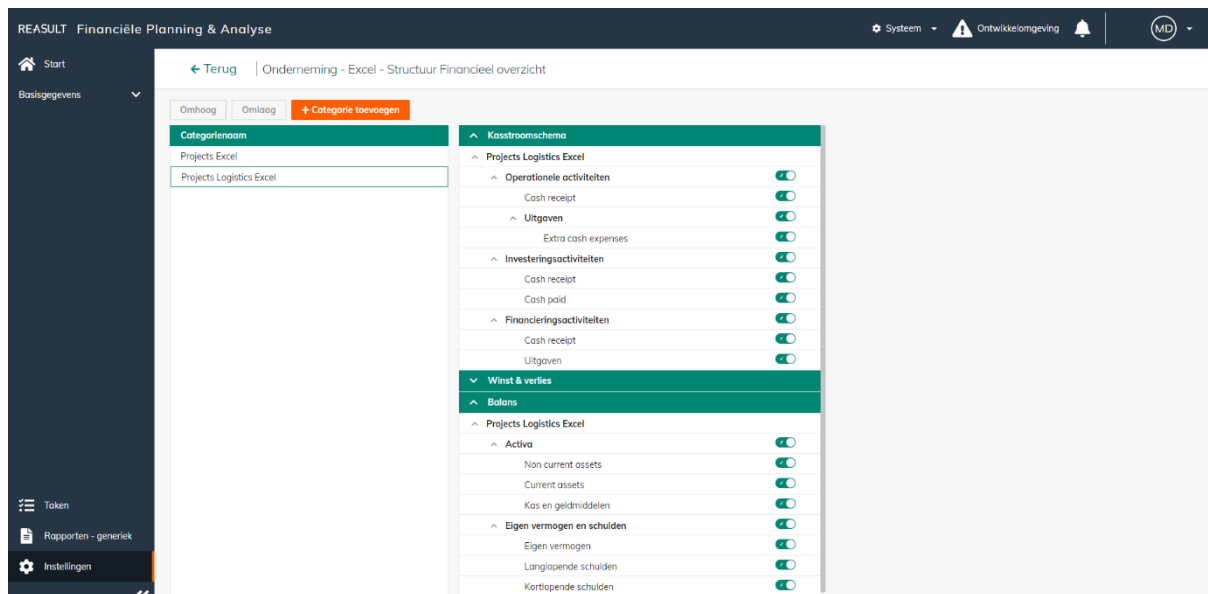 REASULT Financiële Planning & Analyse
Systeem
Ontwikkelomgeving
MD
Start
Basisgegevens
Taken
Rapporten - generiek
Instellingen
Terug
Onderneming - Excel - Structuur Financieel overzicht
Omhoog
Omlaag
+ Categorie toevoegen
Categorienaam
Projects Excel
Projects Logistics Excel
Kasstroomschema
Projects Logistics Excel
Operationele activiteiten
Cash receipt
Uitgaven
Extra cash expenses
Investeringsactiviteiten
Cash receipt
Cash paid
Financieringsactiviteiten
Cash receipt
Uitgaven
Winst & verlies
Balans
Projects Logistics Excel
Activa
Non current assets
Current assets
Kas en geldmiddelen
Eigen vermogen en schulden
Eigen vermogen
Langlopende schulden
Kortlopende schulden